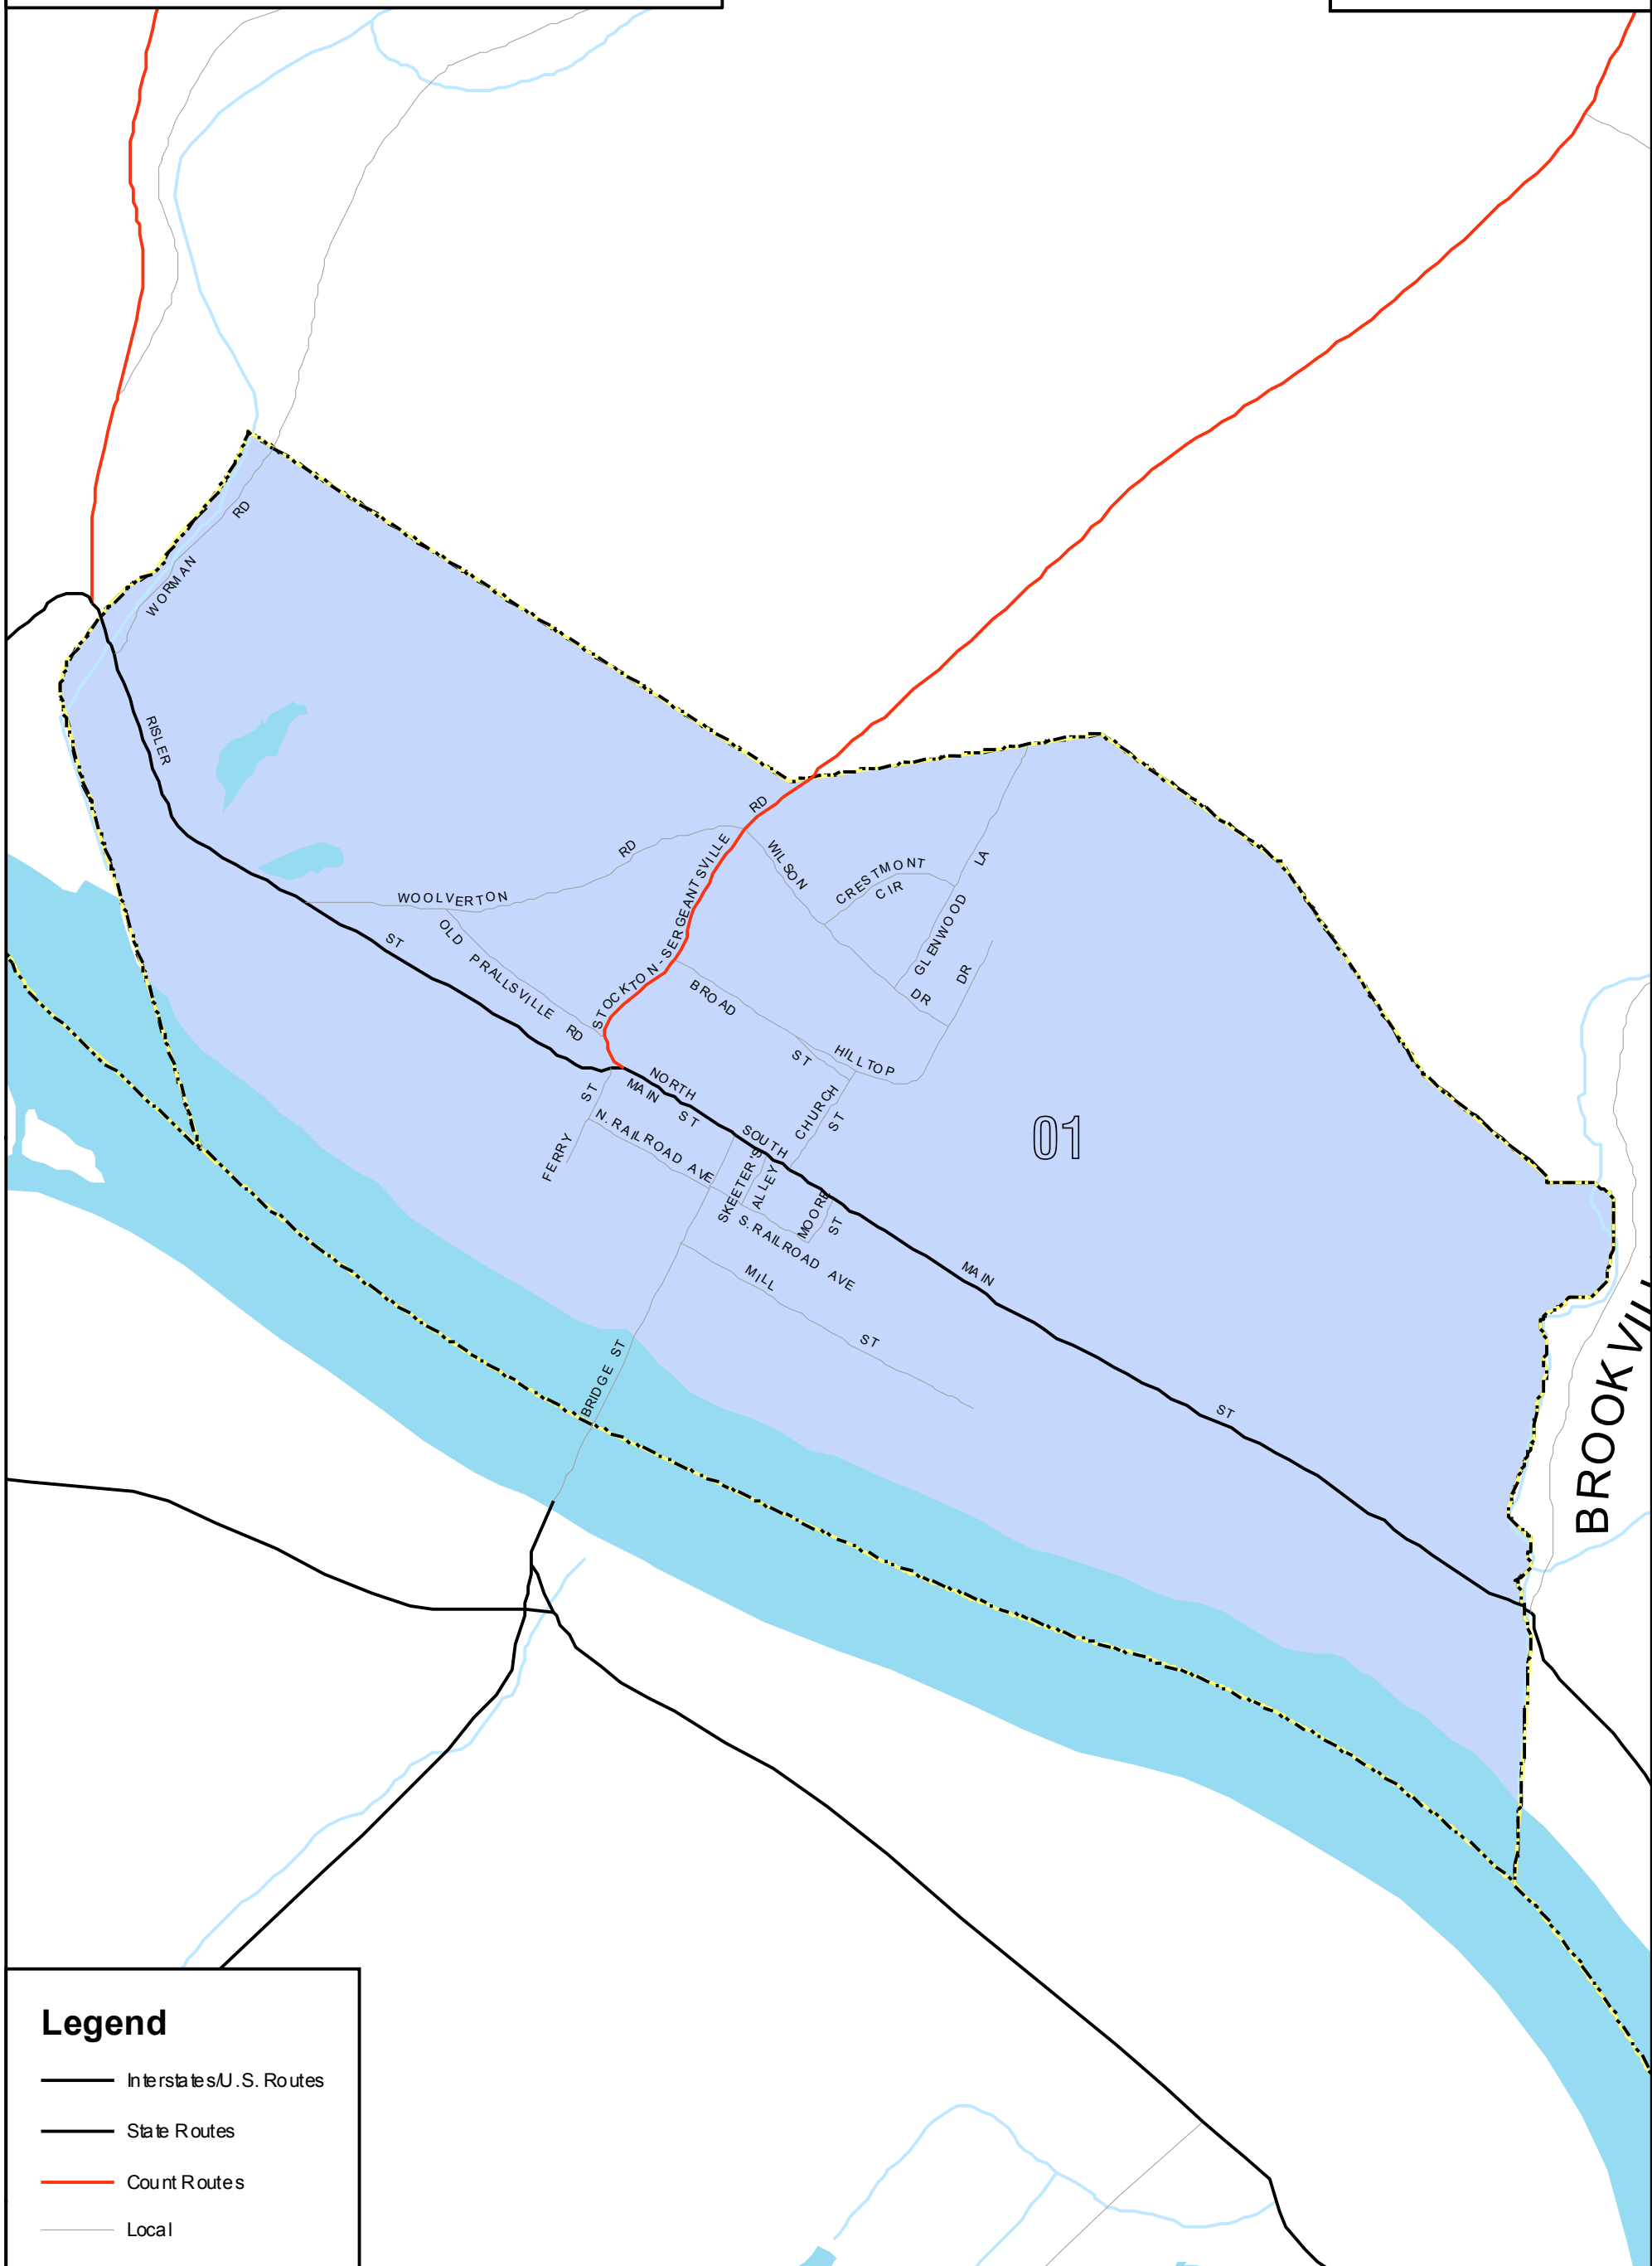 WORMAN RD
RISLER ST
WOOLVERTON RD
OLD PRALLSVILLE RD
STOCKTON-SERGEANTSVILLE RD
WILSON DR
CRESTMONT CIR
GLENWOOD LA
BROAD ST
HILLTOP DR
NORTH MAIN ST
CHURCH ST
01
FERRY ST
N. RAILROAD AVE
SOUTH MAIN ST
SKEETER'S ALLEY
MOORE ST
S. RAILROAD AVE
MILL ST
BRIDGE ST
Legend
Interstates/U.S. Routes
State Routes
Count Routes
Local